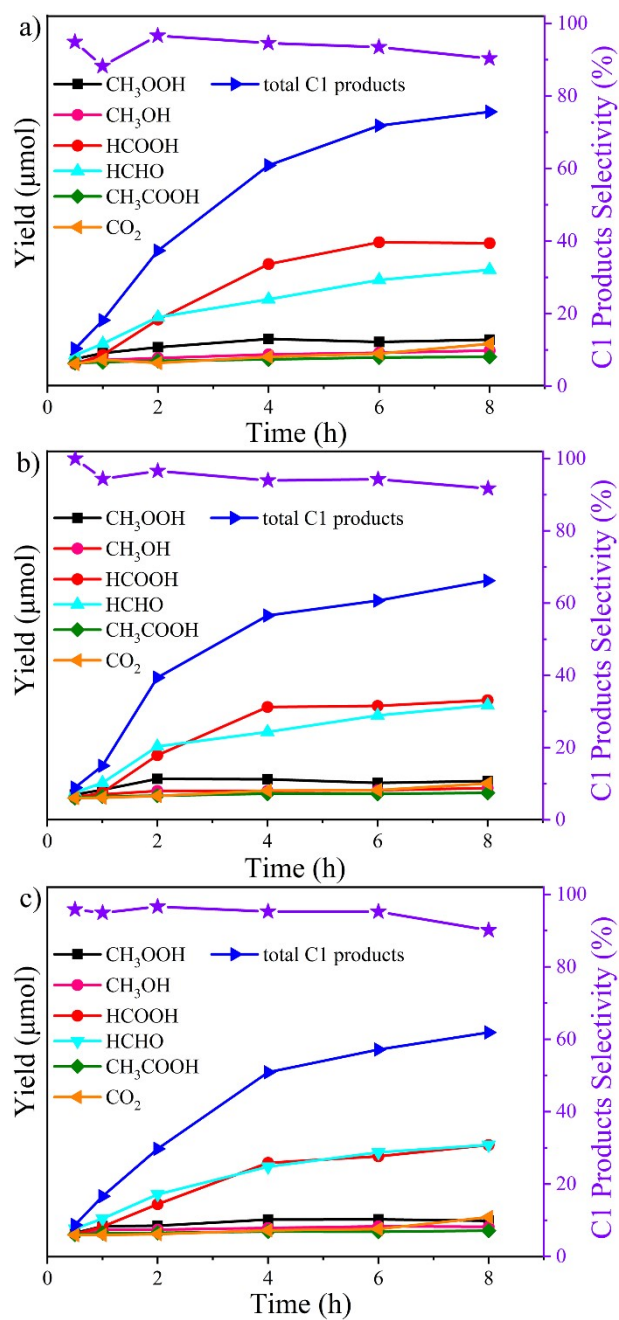 a)
CH₃OOH
total C1 products
CH₃OH
HCOOH
HCHO
CH₃COOH
CO₂
Yield (μmol)
C1 Products Selectivity (%)
100
80
60
40
20
0
0 2 4 6 8
Time (h)
b)
CH₃OOH
total C1 products
CH₃OH
HCOOH
HCHO
CH₃COOH
CO₂
Yield (μmol)
C1 Products Selectivity (%)
100
80
60
40
20
0
0 2 4 6 8
Time (h)
c)
CH₃OOH
total C1 products
CH₃OH
HCOOH
HCHO
CH₃COOH
CO₂
Yield (μmol)
C1 Products Selectivity (%)
100
80
60
40
20
0
0 2 4 6 8
Time (h)